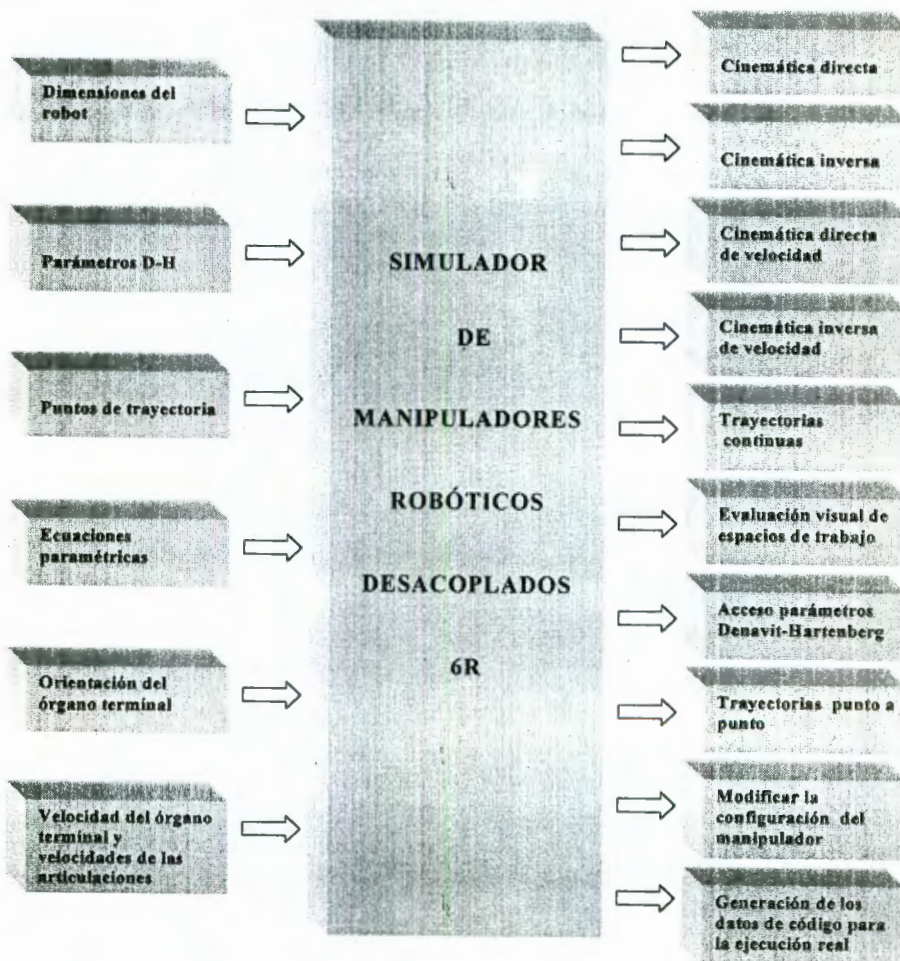 Dimensiones del
robot
Parámetros D-H
Puntos de trayectoria
Ecuaciones
paramétricas
Orientación del
órgano terminal
Velocidad del órgano
terminal y
velocidades de las
articulaciones
SIMULADOR
DE
MANIPULADORES
ROBÓTICOS
DESACOPLADOS
6R
Cinemática directa
Cinemática inversa
Cinemática directa
de velocidad
Cinemática inversa
de velocidad
Trayectorias
continuas
Evaluación visual de
espacios de trabajo
Acceso parámetros
Denavit-Hartenberg
Trayectorias punto a
punto
Modificar la
configuración del
manipulador
Generación de los
datos de código para
la ejecución real